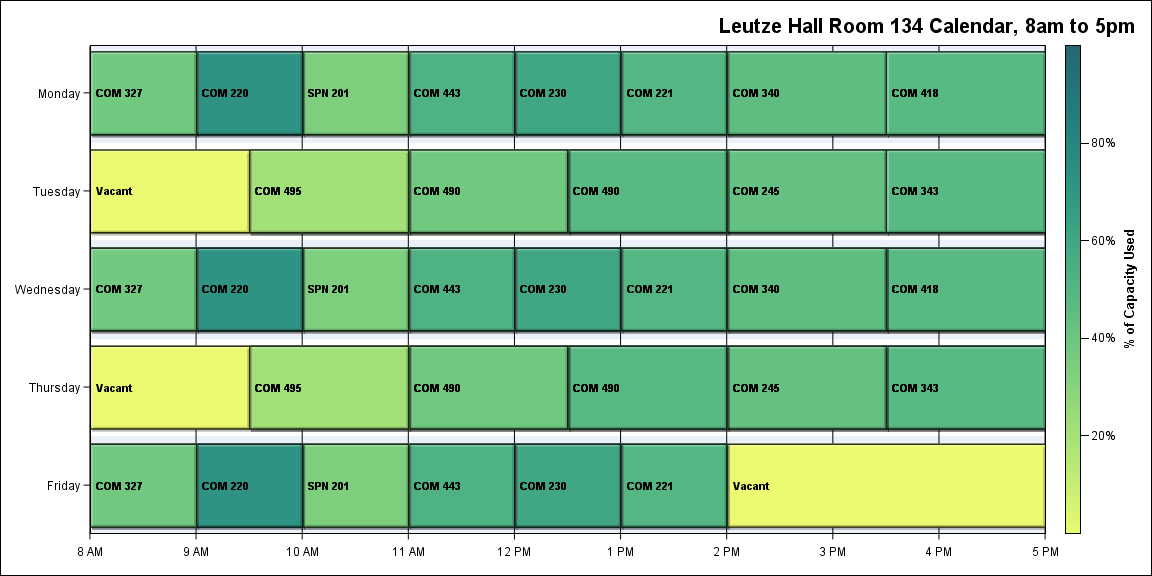 Leutze Hall Room 134 Calendar, 8am to 5pm
Monday
COM 327
COM 220
SPN 201
COM 443
COM 230
COM 221
COM 340
COM 418
Tuesday
Vacant
COM 495
COM 490
COM 490
COM 245
COM 343
Wednesday
COM 327
COM 220
SPN 201
COM 443
COM 230
COM 221
COM 340
COM 418
Thursday
Vacant
COM 495
COM 490
COM 490
COM 245
COM 343
Friday
COM 327
COM 220
SPN 201
COM 443
COM 230
COM 221
Vacant
8 AM
9 AM
10 AM
11 AM
12 PM
1 PM
2 PM
3 PM
4 PM
5 PM
80%
60%
40%
20%
% of Capacity Used